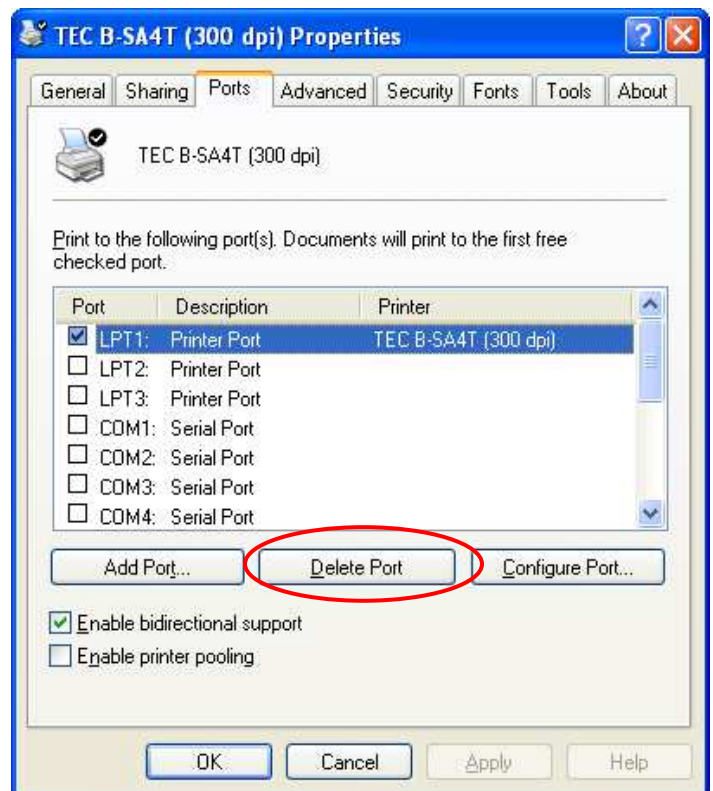 TEC B-SA4T (300 dpi) Properties
General Sharing Ports Advanced Security Fonts Tools About
TEC B-SA4T (300 dpi)
Print to the following port(s). Documents will print to the first free
checked port.
Port Description Printer
LPT1: Printer Port TEC B-SA4T (300 dpi)
LPT2: Printer Port
LPT3: Printer Port
COM1: Serial Port
COM2: Serial Port
COM3: Serial Port
COM4: Serial Port
Add Port... Delete Port Configure Port...
Enable bidirectional support
Enable printer pooling
OK Cancel Apply Help